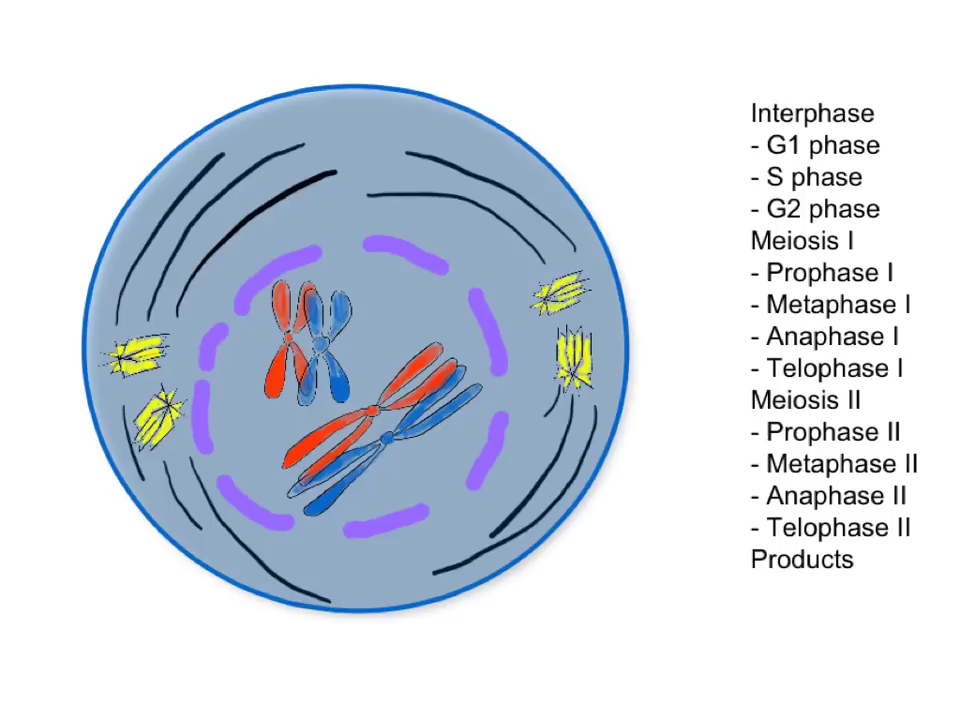 Interphase
- G1 phase
- S phase
- G2 phase
Meiosis I
- Prophase I
- Metaphase I
- Anaphase I
- Telophase I
Meiosis II
- Prophase II
- Metaphase II
- Anaphase II
- Telophase II
Products